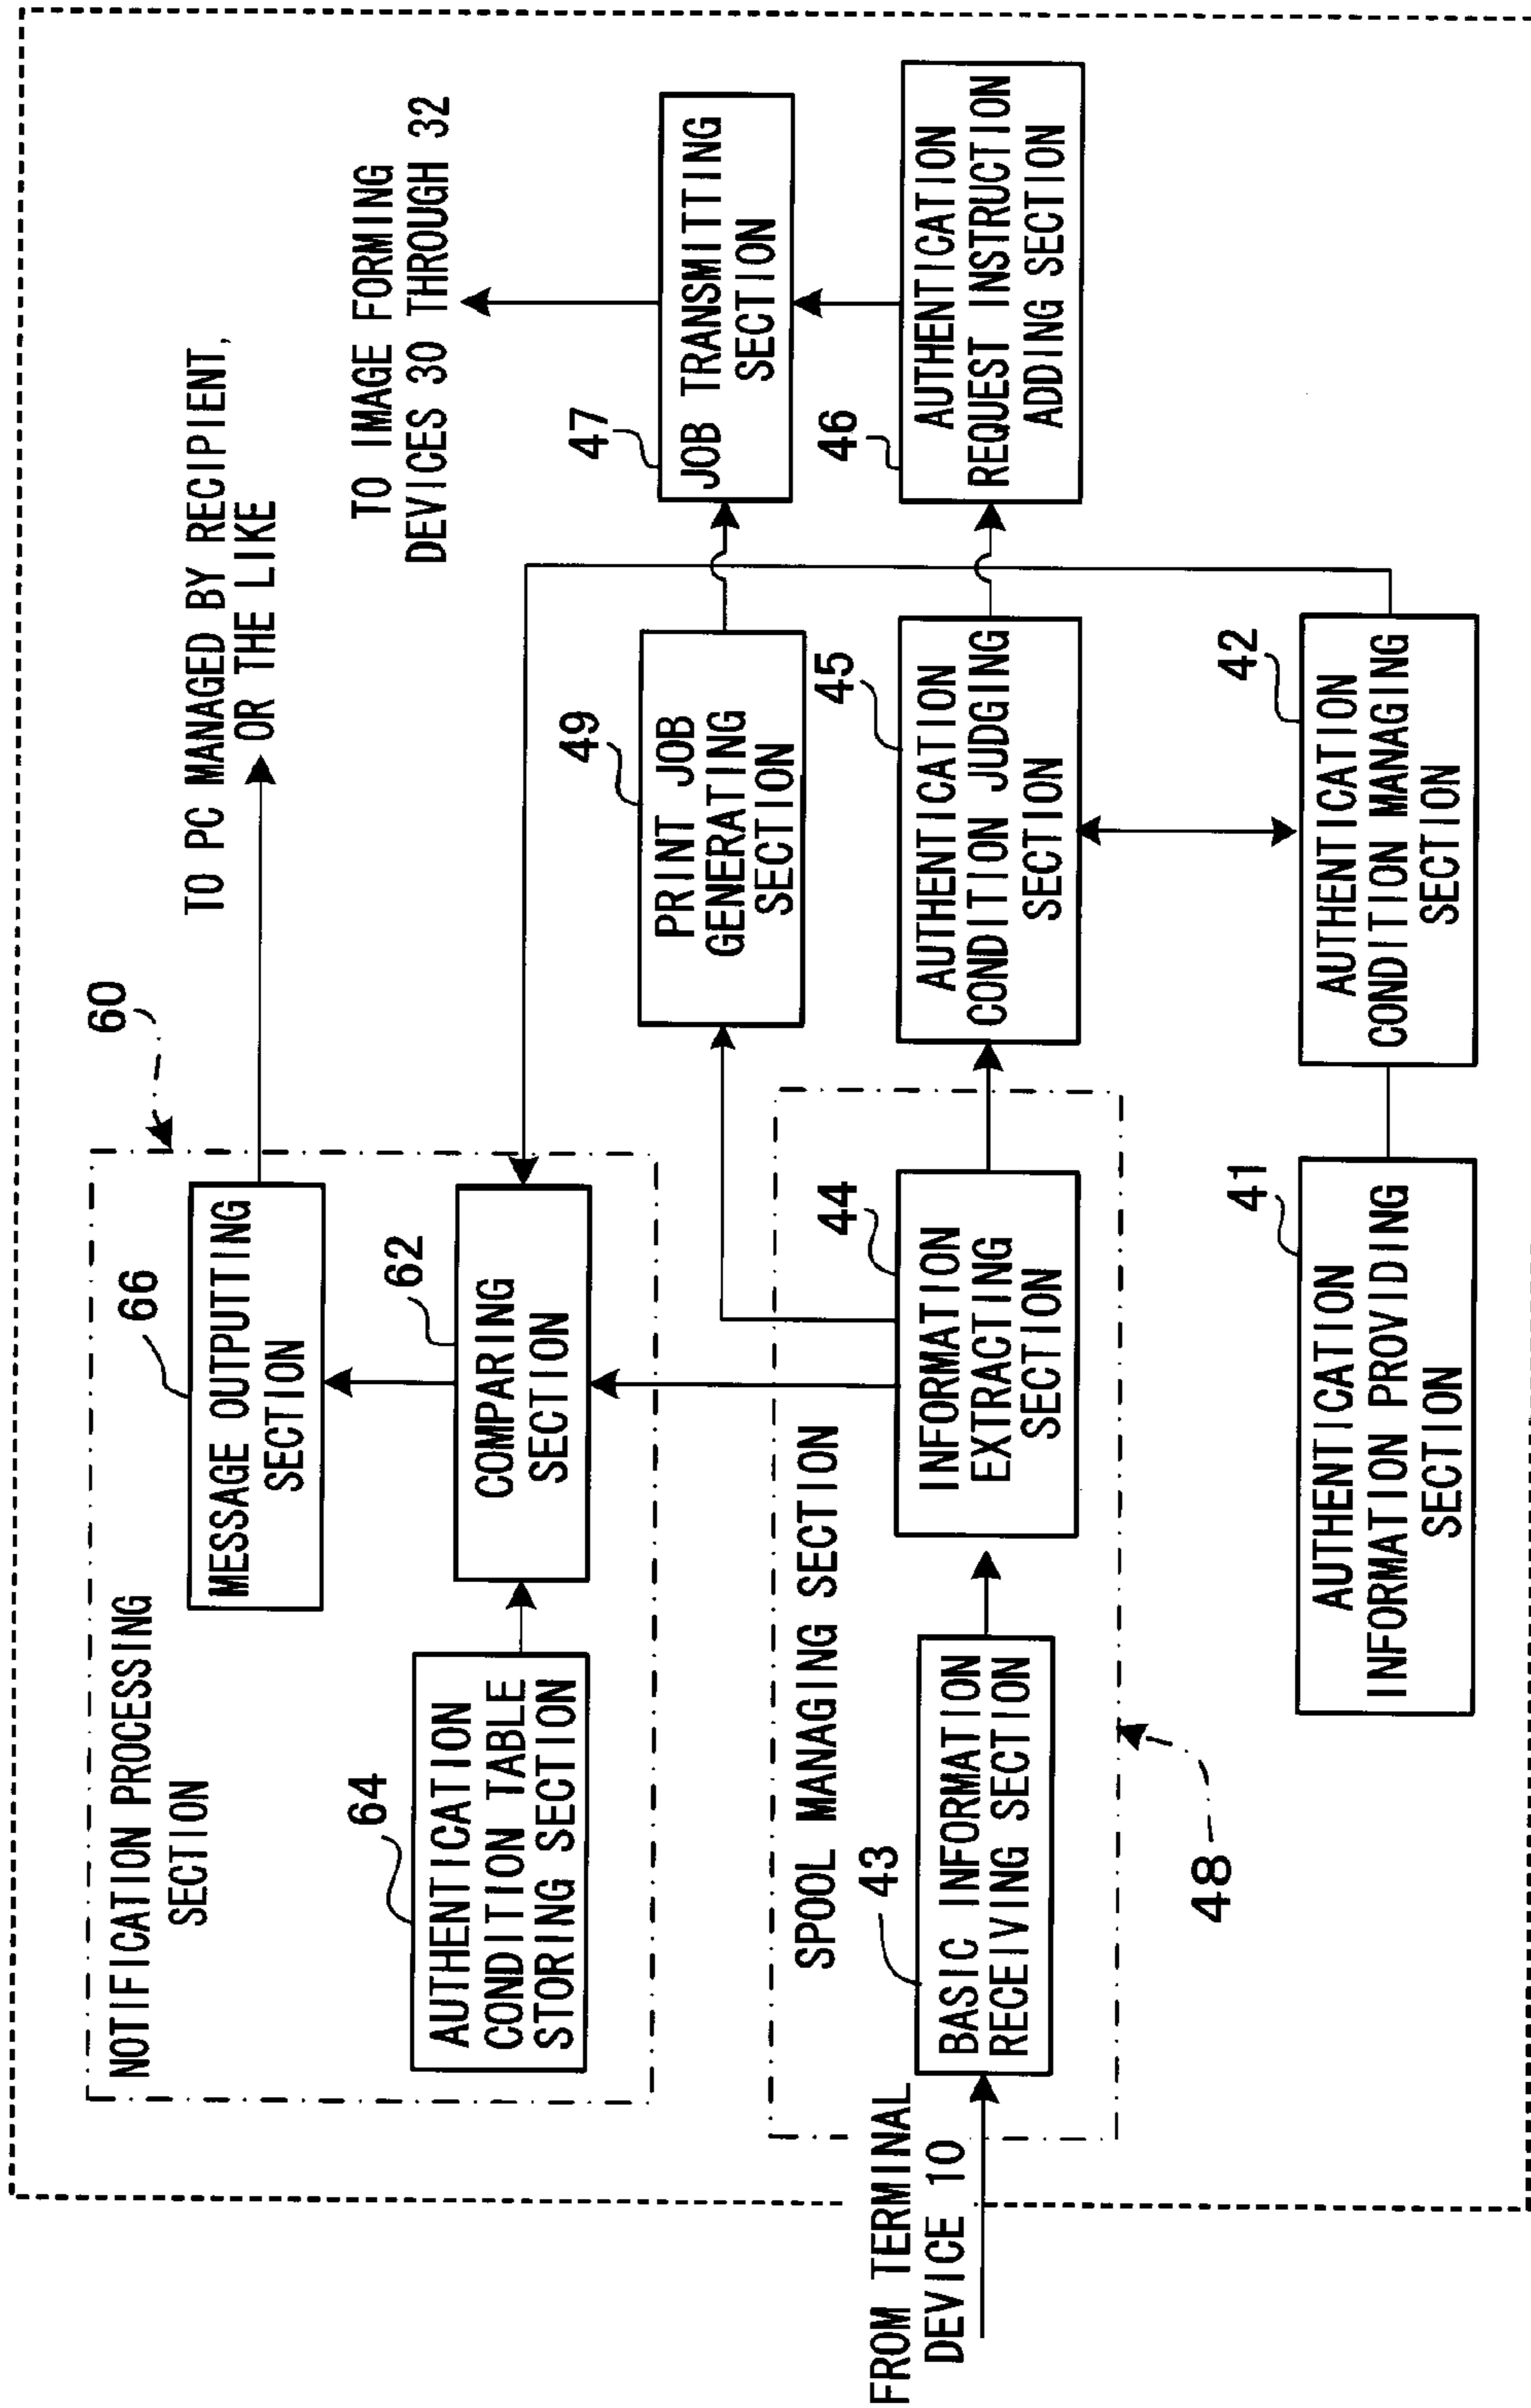 NOTIFICATION PROCESSING
SECTION
60
TO PC MANAGED BY RECIPIENT,
OR THE LIKE
66
MESSAGE OUTPUTING
SECTION
TO IMAGE FORMING
DEVICES 30 THROUGH 32
64
AUTHENTICATION
CONDITION TABLE
STORING SECTION
62
COMPARING
SECTION
49
PRINT JOB
GENERATING
SECTION
47
JOB TRANSMITTING
SECTION
SPOOL MANAGING SECTION
FROM TERMINAL
DEVICE 10
43
BASIC INFORMATION
RECEIVING SECTION
44
INFORMATION
EXTRACTING
SECTION
45
AUTHENTICATION
CONDITION JUDGING
SECTION
46
AUTHENTICATION
REQUEST INSTRUCTION
ADDING SECTION
48
41
AUTHENTICATION
INFORMATION PROVIDING
SECTION
42
AUTHENTICATION
CONDITION MANAGING
SECTION